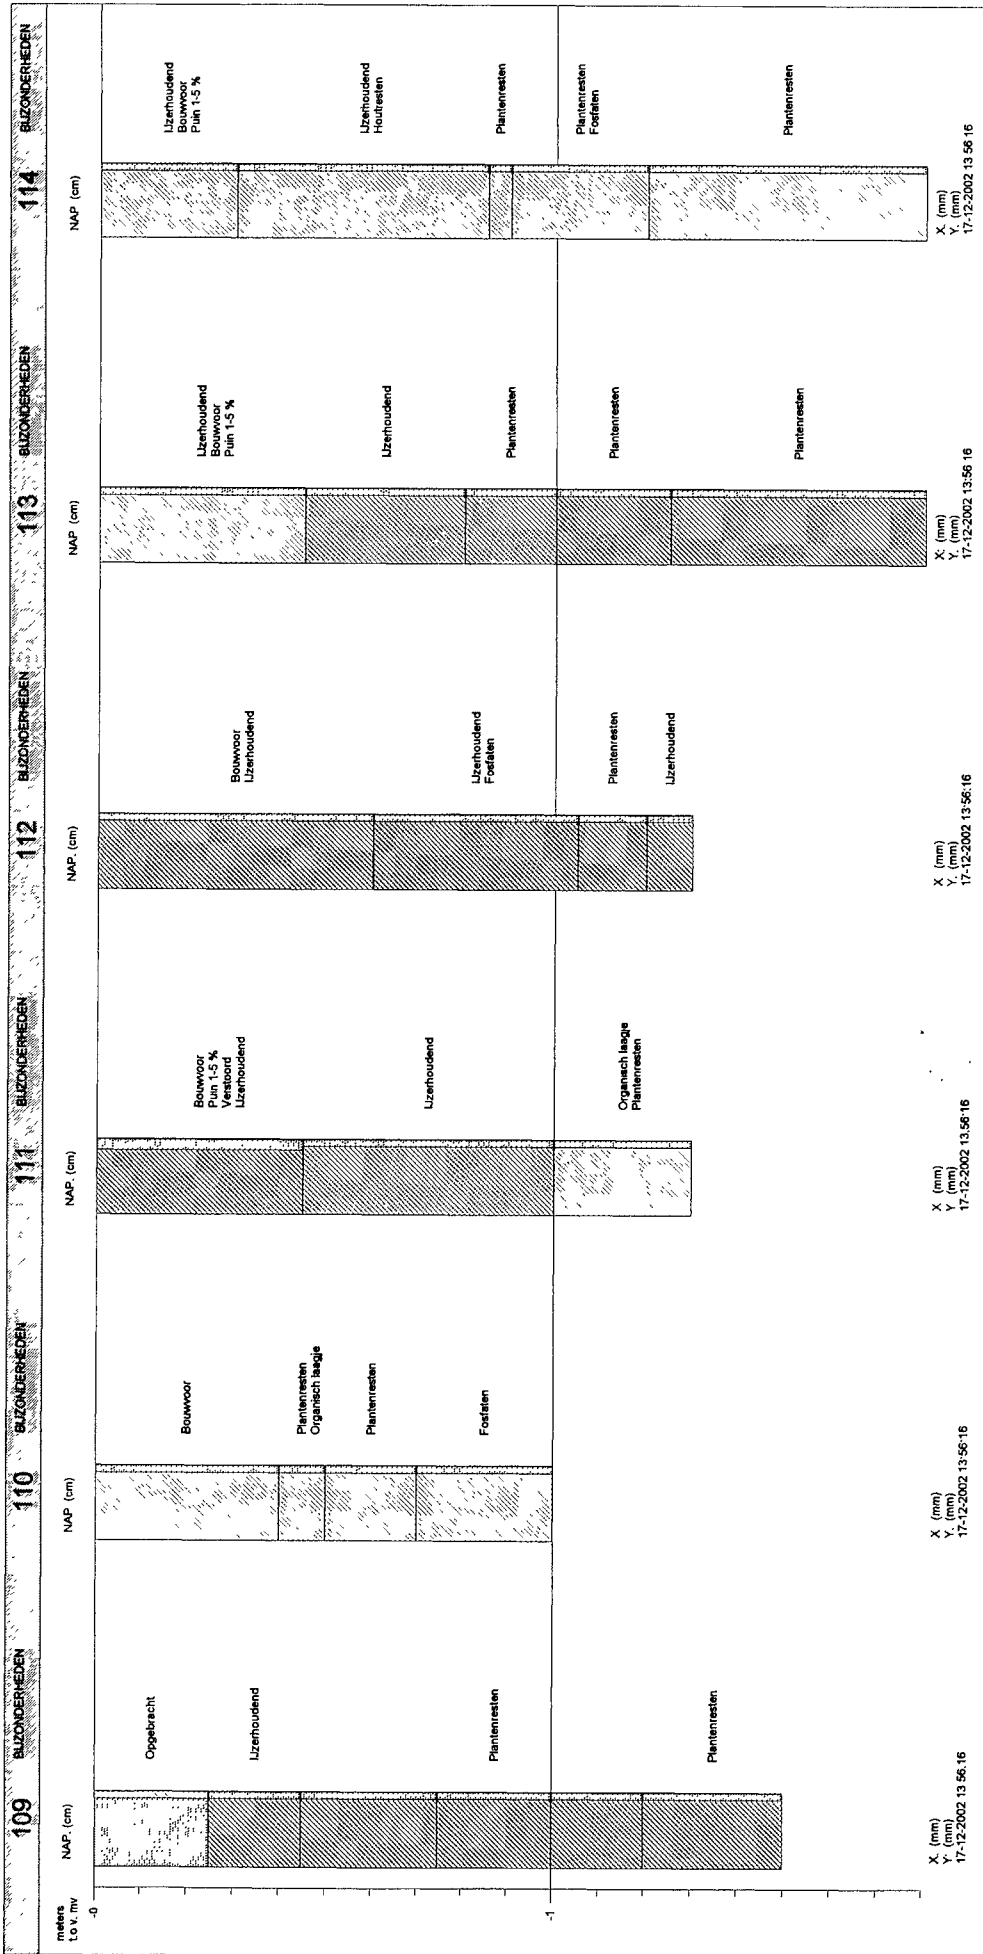 109 BIJZONDERHEDEN
110 BIJZONDERHEDEN
111 BIJZONDERHEDEN
112 BIJZONDERHEDEN
113 BIJZONDERHEDEN
114 BIJZONDERHEDEN
meters
t.o.v. mv
-0
-1
NAP. (cm)
Opgebracht
IJzerhoudend
Plantenresten
Plantenresten
X (mm)
Y (mm)
17-12-2002 13 56.16
NAP (cm)
Bouwvoor
Plantenresten
Organisch laagje
Plantenresten
Fosfaten
X (mm)
Y. (mm)
17-12-2002 13:56:16
NAP. (cm)
Bouwvoor
Puin 1-5 %
Verstoord
IJzerhoudend
IJzerhoudend
Organisch laagje
Plantenresten
X (mm)
Y (mm)
17-12-2002 13.56:16
NAP. (cm)
Bouwvoor
IJzerhoudend
IJzerhoudend
Fosfaten
Plantenresten
IJzerhoudend
X (mm)
Y. (mm)
17-12-2002 13:56:16
NAP (cm)
IJzerhoudend
Bouwvoor
Puin 1-5 %
IJzerhoudend
Plantenresten
Plantenresten
Plantenresten
X: (mm)
Y. (mm)
17-12-2002 13:56 16
NAP (cm)
IJzerhoudend
Bouwvoor
Puin 1-5 %
IJzerhoudend
Houtresten
Plantenresten
Plantenresten
Fosfaten
Plantenresten
X. (mm)
Y. (mm)
17-12-2002 13 56 16